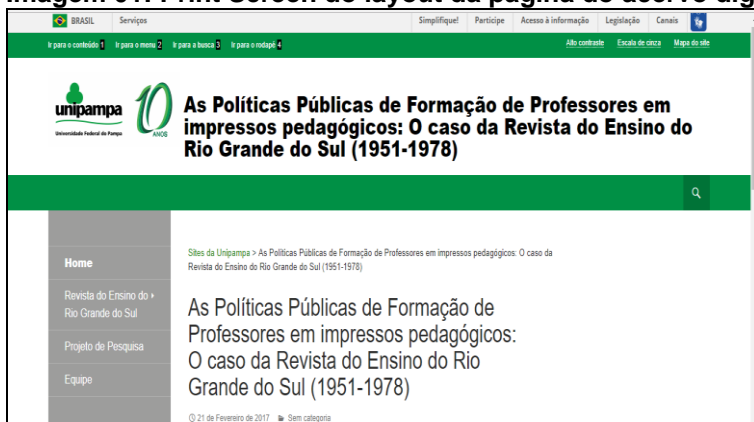 Imagem 01: Print Screen do layout da página do acervo dig
BRASIL Serviços Simplifique! Participe Acesso à informação Legislação Canais
Ir para o conteúdo 1 Ir para o menu 2 Ir para a busca 3 Ir para o rodapé 4 Alto contraste Escala de cinza Mapa do site
unipampa
Universidade Federal do Pampa
10
ANOS
As Políticas Públicas de Formação de Professores em
impressos pedagógicos: O caso da Revista do Ensino do
Rio Grande do Sul (1951-1978)
Home
Revista do Ensino do
Rio Grande do Sul
Projeto de Pesquisa
Equipe
Sites da Unipampa > As Políticas Públicas de Formação de Professores em impressos pedagógicos: O caso da
Revista do Ensino do Rio Grande do Sul (1951-1978)
As Políticas Públicas de Formação de
Professores em impressos pedagógicos:
O caso da Revista do Ensino do Rio
Grande do Sul (1951-1978)
21 de Fevereiro de 2017 Sem categoria